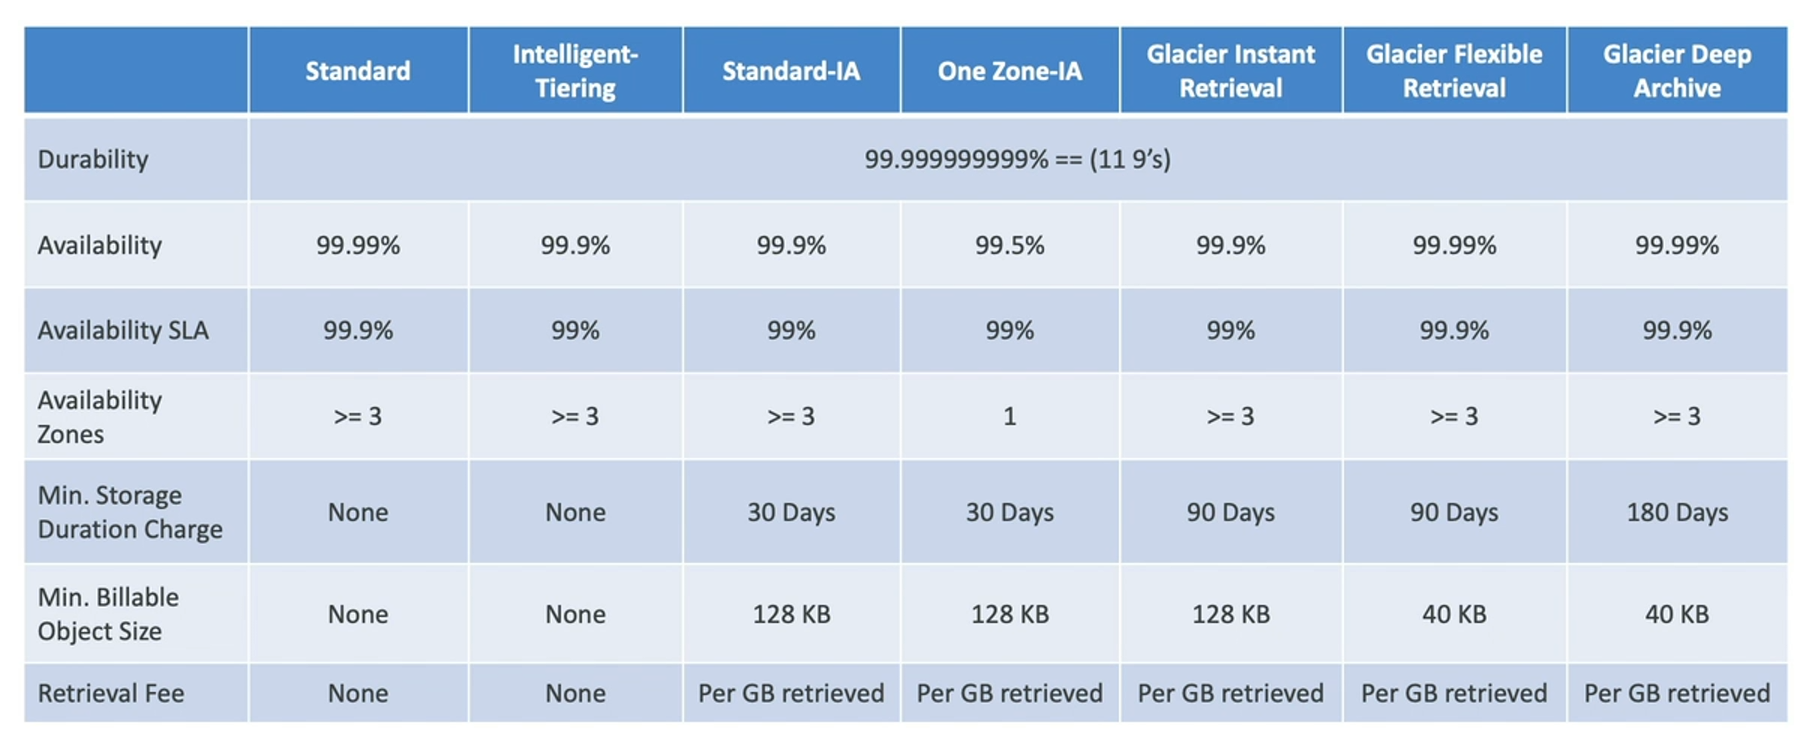 Standard
Intelligent-
Tiering
Standard-IA
One Zone-IA
Glacier Instant
Retrieval
Glacier Flexible
Retrieval
Glacier Deep
Archive
Durability
99.999999999% == (11 9’s)
Availability
99.99%
99.9%
99.9%
99.5%
99.9%
99.99%
99.99%
Availability SLA
99.9%
99%
99%
99%
99%
99.9%
99.9%
Availability
Zones
>= 3
>= 3
>= 3
1
>= 3
>= 3
>= 3
Min. Storage
Duration Charge
None
None
30 Days
30 Days
90 Days
90 Days
180 Days
Min. Billable
Object Size
None
None
128 KB
128 KB
128 KB
40 KB
40 KB
Retrieval Fee
None
None
Per GB retrieved
Per GB retrieved
Per GB retrieved
Per GB retrieved
Per GB retrieved